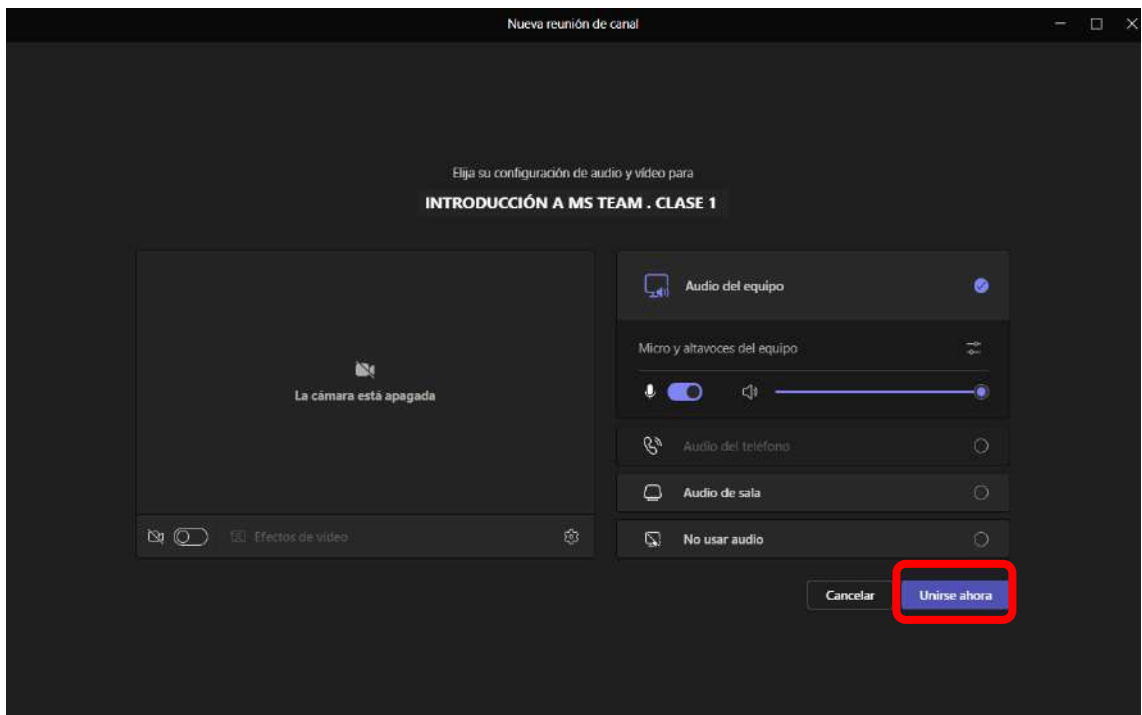 Nueva reunión de canal
Elija su configuración de audio y vídeo para
INTRODUCCIÓN A MS TEAM . CLASE 1
Audio del equipo
Micro y altavoces del equipo
La cámara está apagada
Audio del teléfono
Audio de sala
Efectos de vídeo
No usar audio
Cancelar
Unirse ahora